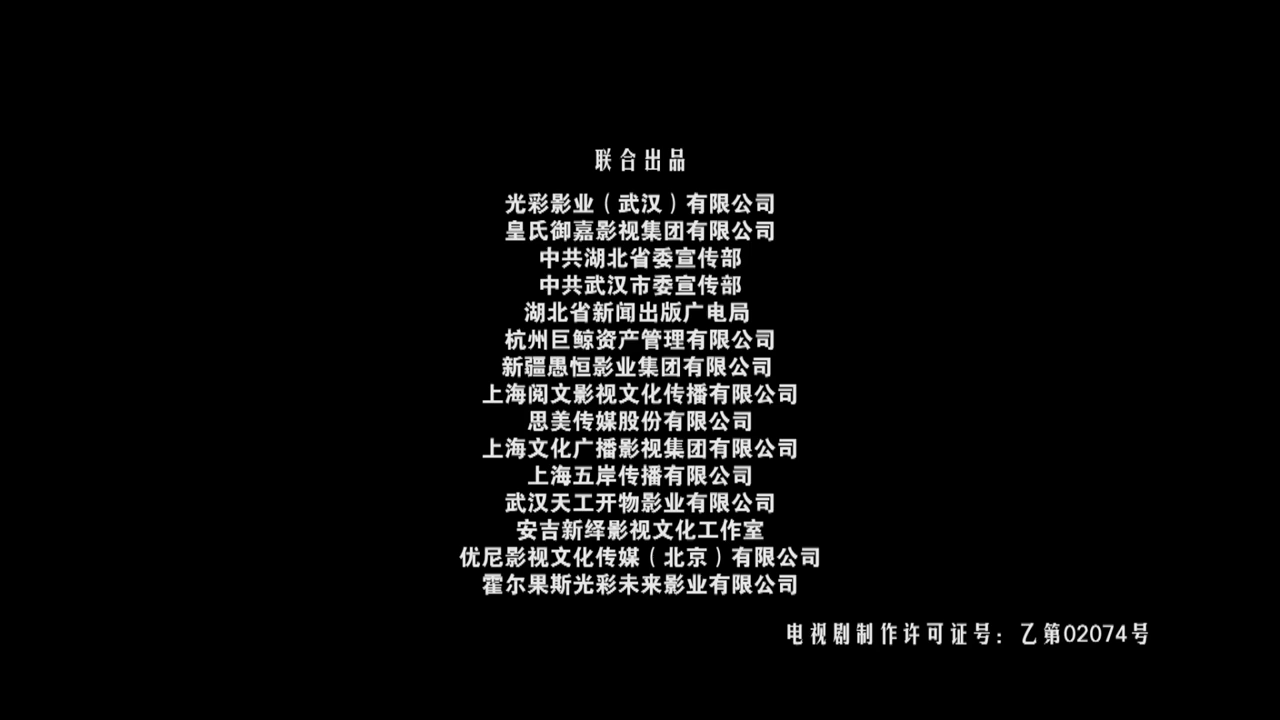 联合出品
光彩影业（武汉）有限公司
皇氏御嘉影视集团有限公司
中共湖北省委宣传部
中共武汉市委宣传部
湖北省新闻出版广电局
杭州巨鲸资产管理有限公司
新疆愚恒影业集团有限公司
上海阅文影视文化传播有限公司
思美传媒股份有限公司
上海文化广播影视集团有限公司
上海五岸传播有限公司
武汉天工开物影业有限公司
安吉新绎影视文化工作室
优尼影视文化传媒（北京）有限公司
霍尔果斯光彩未来影业有限公司
电视剧制作许可证号：乙第02074号